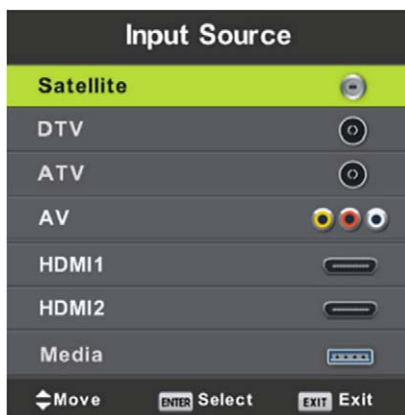 Input Source
Satellite
DTV
ATV
AV
HDMI1
HDMI2
Media
Move ENTER Select EXIT Exit